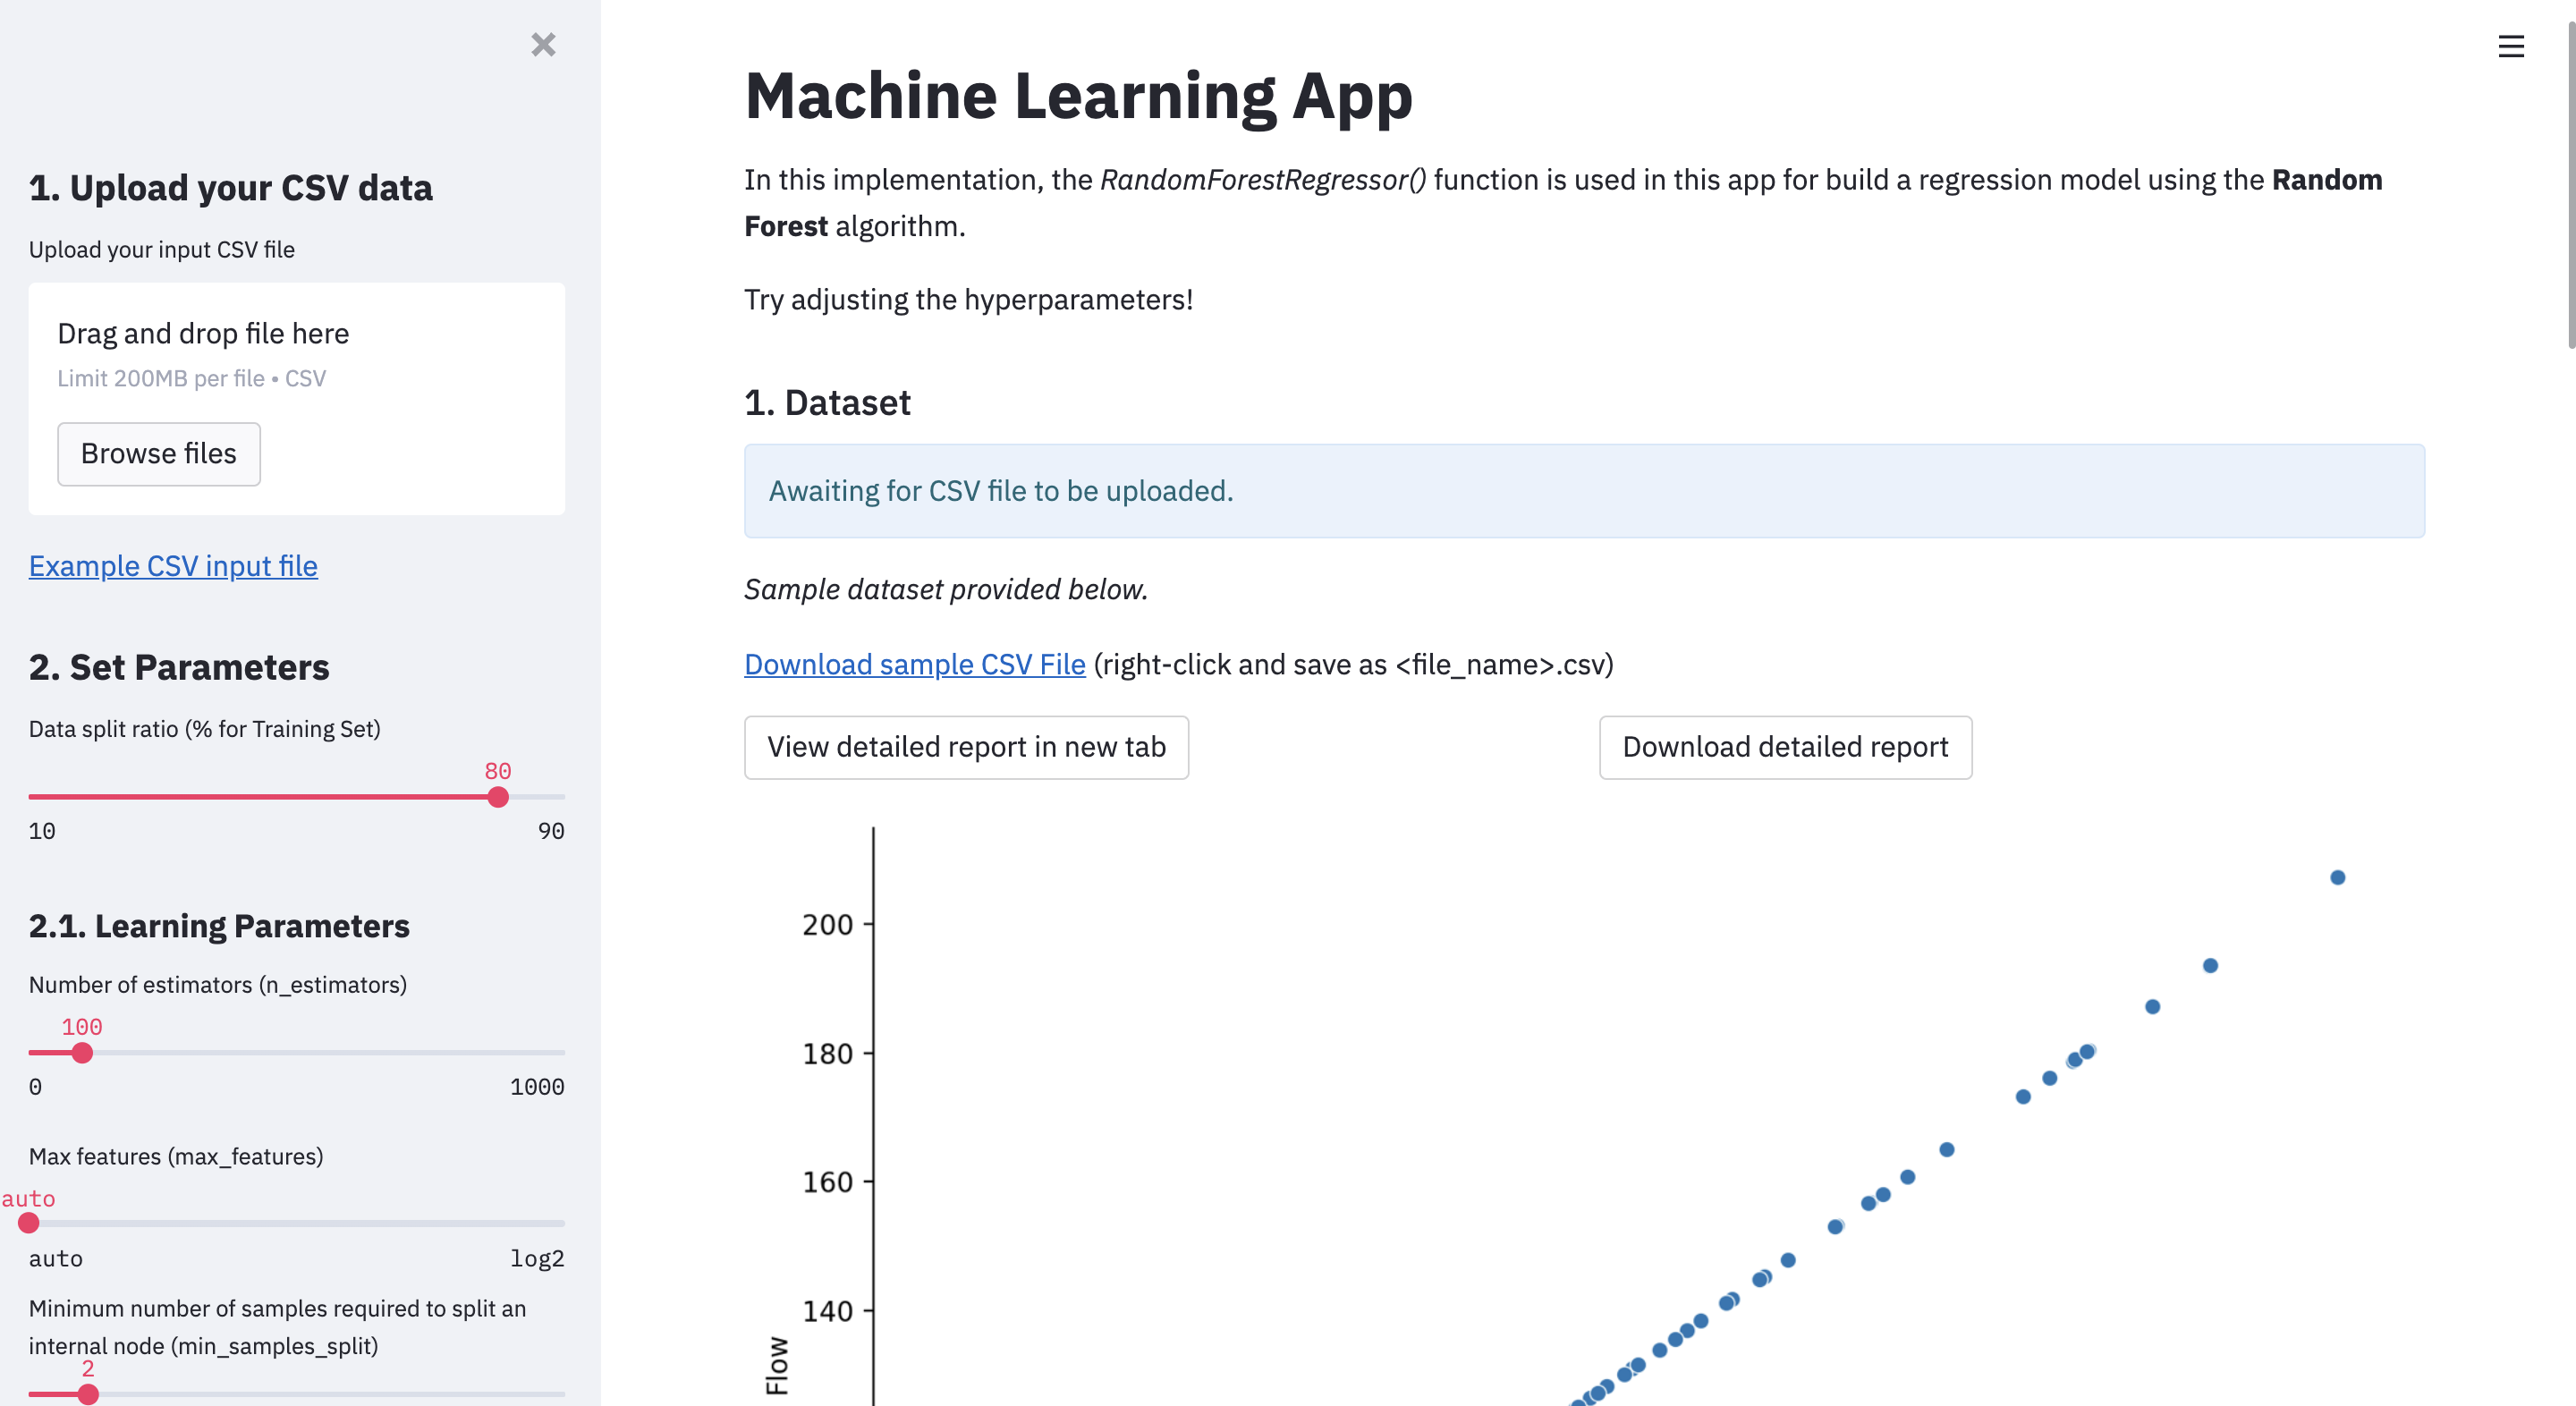 1. Upload your CSV data
Upload your input CSV file
Drag and drop file here
Limit 200MB per file • CSV
Browse files
Example CSV input file
2. Set Parameters
Data split ratio (% for Training Set)
80
10 90
2.1. Learning Parameters
Number of estimators (n_estimators)
100
0 1000
Max features (max_features)
auto
auto log2
Minimum number of samples required to split an
internal node (min_samples_split)
2
Machine Learning App
In this implementation, the RandomForestRegressor() function is used in this app for build a regression model using the Random
Forest algorithm.
Try adjusting the hyperparameters!
1. Dataset
Awaiting for CSV file to be uploaded.
Sample dataset provided below.
Download sample CSV File (right-click and save as <file_name>.csv)
View detailed report in new tab
Download detailed report
200
180
160
140
Flow